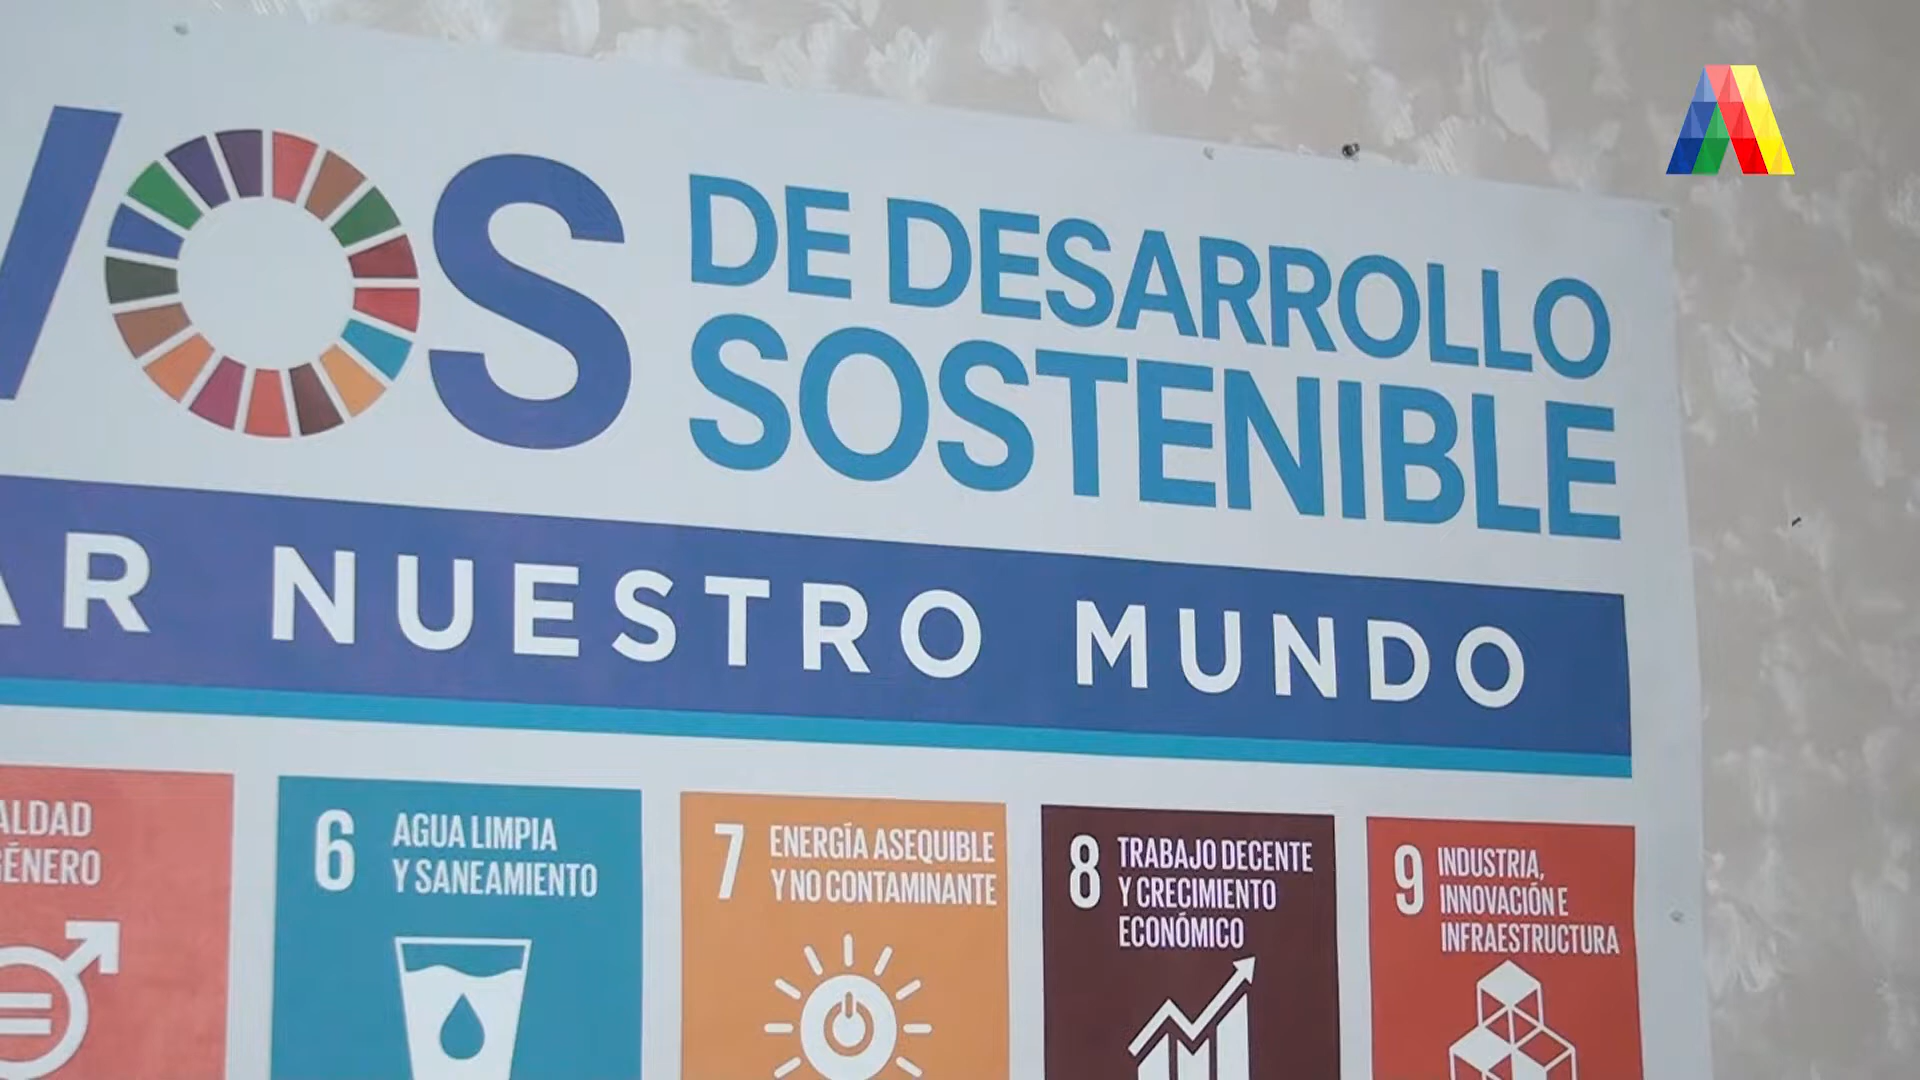 VOS DE DESARROLLO
SOSTENIBLE
AR NUESTRO MUNDO
ALDAD
GÉNERO
6 AGUA LIMPIA
Y SANEAMIENTO
7 ENERGÍA ASEQUIBLE
Y NO CONTAMINANTE
8 TRABAJO DECENTE
Y CRECIMIENTO
ECONÓMICO
9 INDUSTRIA,
INNOVACIÓN E
INFRAESTRUCTURA